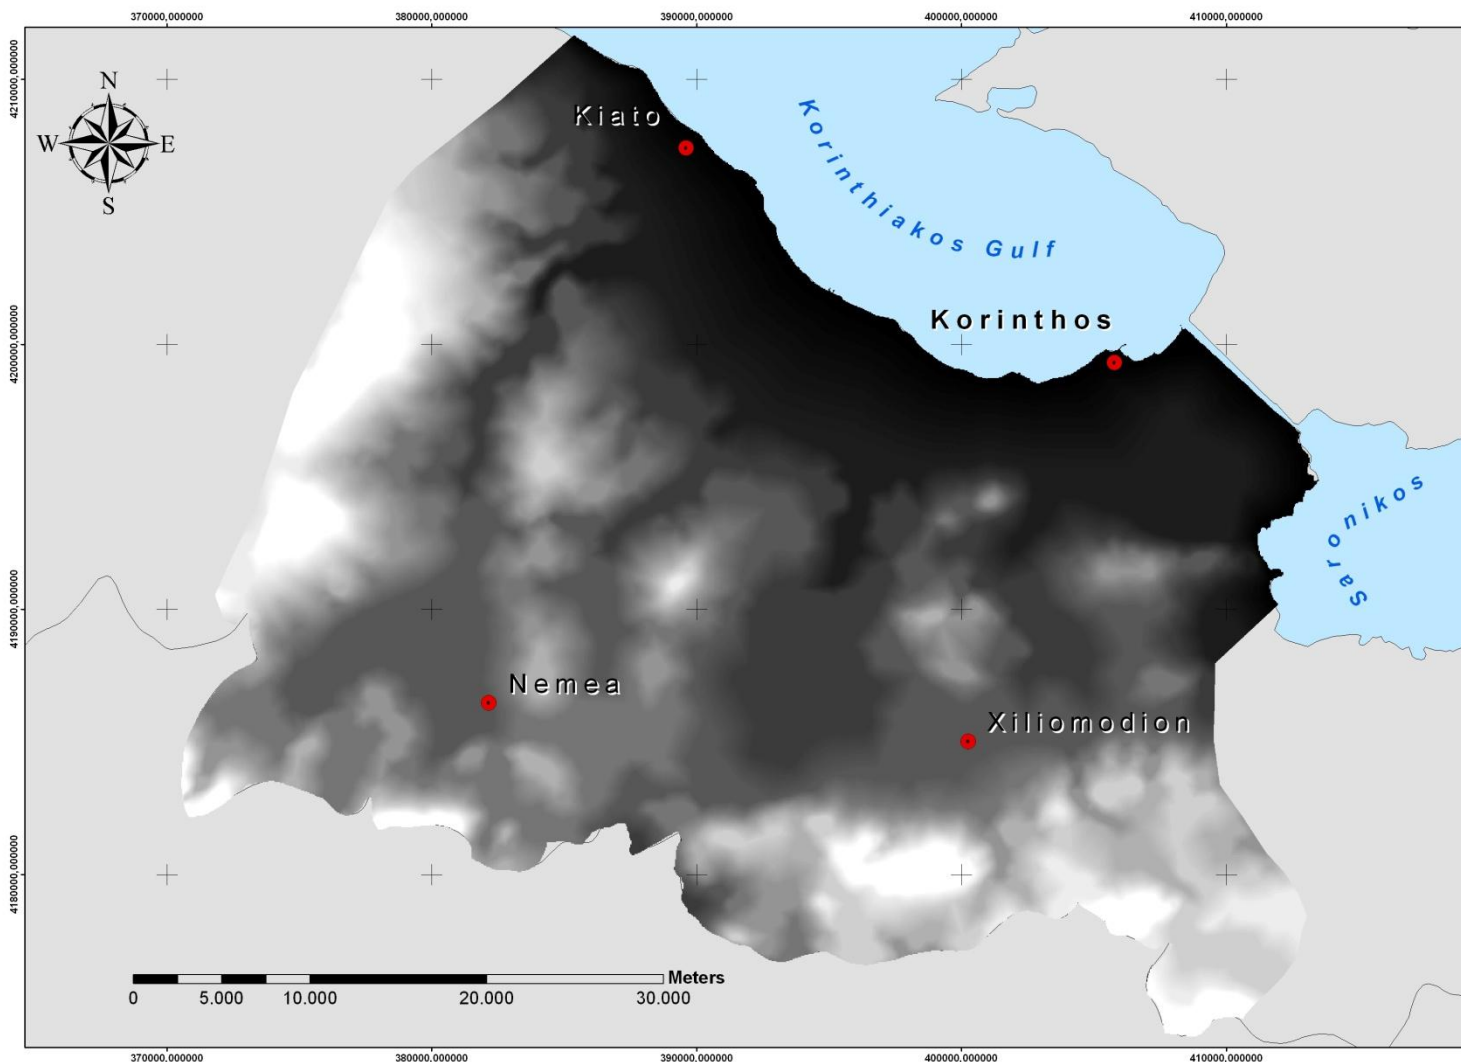 370000,000000 380000,000000 390000,000000 400000,000000 410000,000000
4210000,000000
N
W E
S
Kiato
Korinthiakos Gulf
Korinthos
4200000,000000
Saronikos
4190000,000000
Nemea
Xiliomodion
4180000,000000
Meters
0 5.000 10.000 20.000 30.000
370000,000000 380000,000000 390000,000000 400000,000000 410000,000000